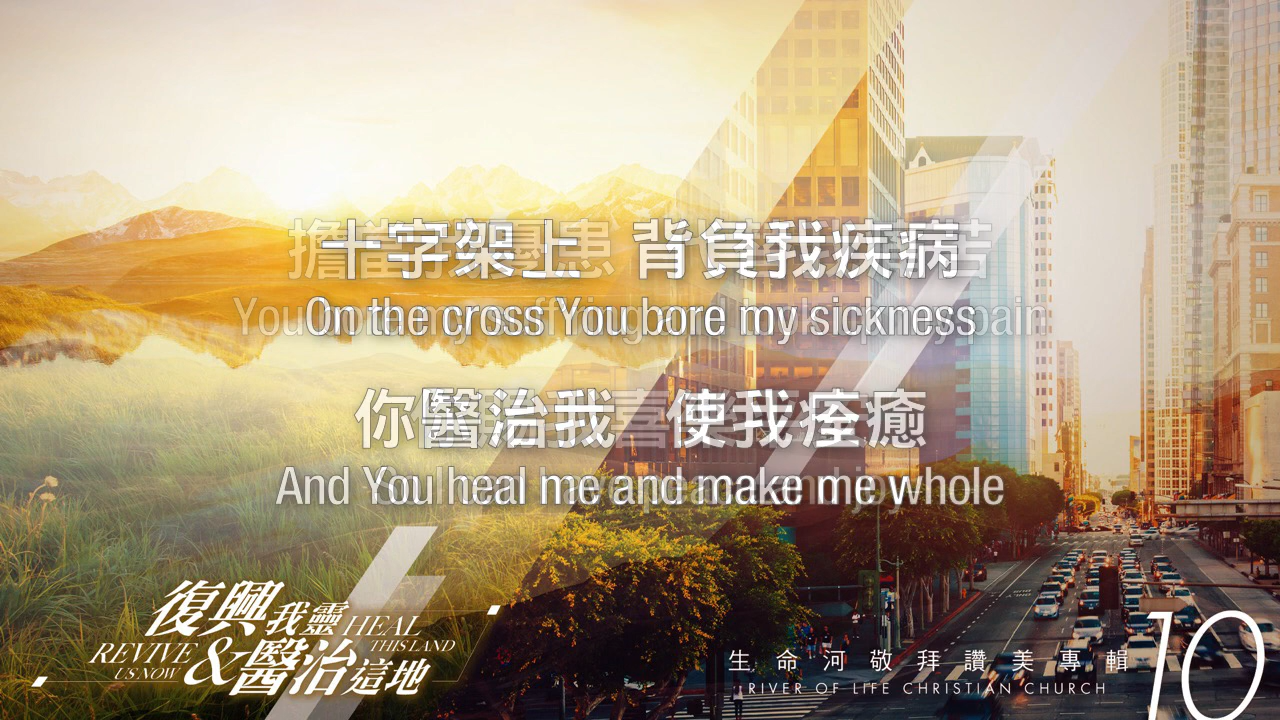 十字架上 背負我疾病
On the cross You bore my sickness
你醫治我 使我痊癒
And You heal me and make me whole
復興我靈 HEAL
THIS LAND
REVIVE
US NOW
&醫治這地
生命河敬拜讚美專輯 10
RIVER OF LIFE CHRISTIAN CHURCH